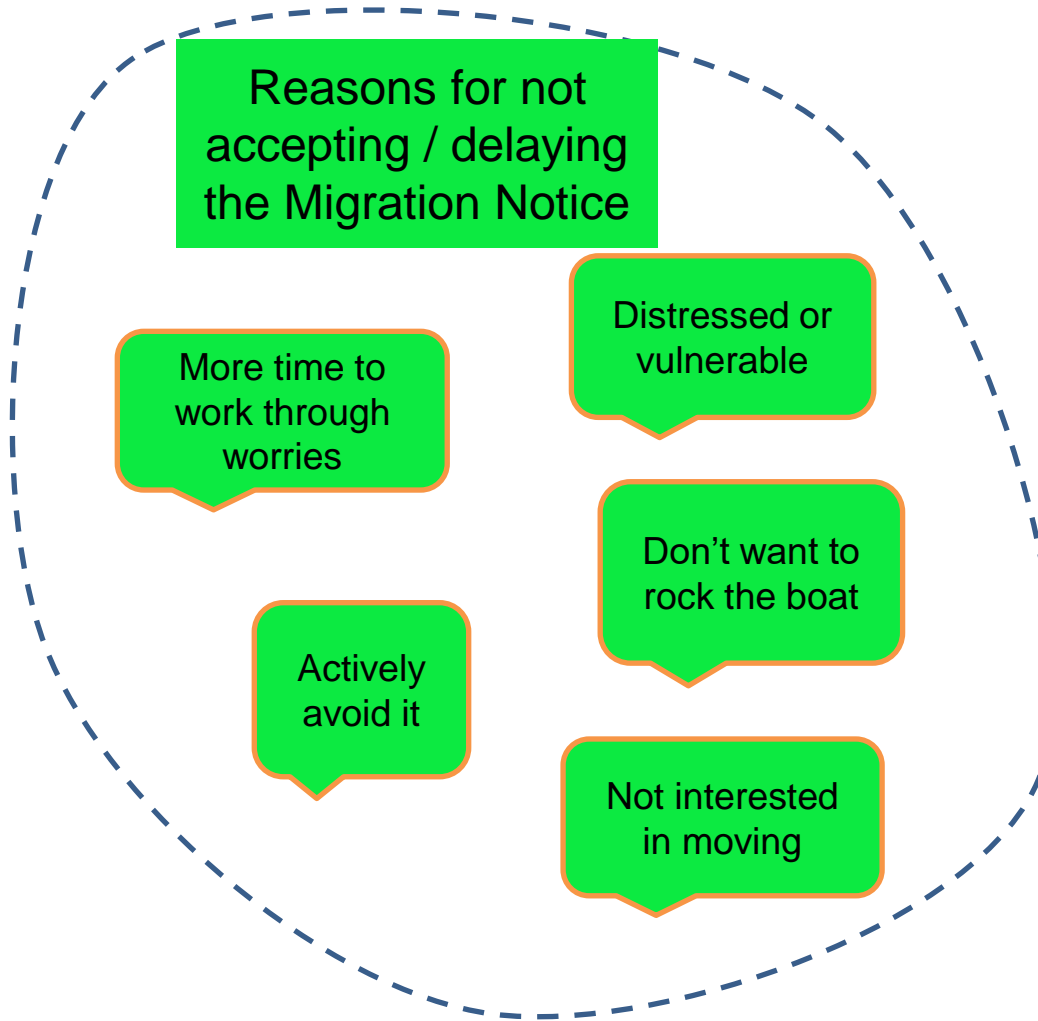 Reasons for not
accepting / delaying
the Migration Notice
Distressed or
vulnerable
More time to
work through
worries
Don’t want to
rock the boat
Actively
avoid it
Not interested
in moving